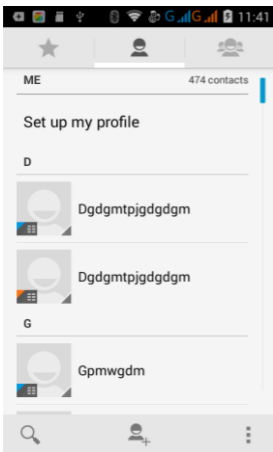 G G 11:41
ME 474 contacts
Set up my profile
D
Dgdgmtpjgdgdgm
Dgdgmtpjgdgdgm
G
Gpmwgdm